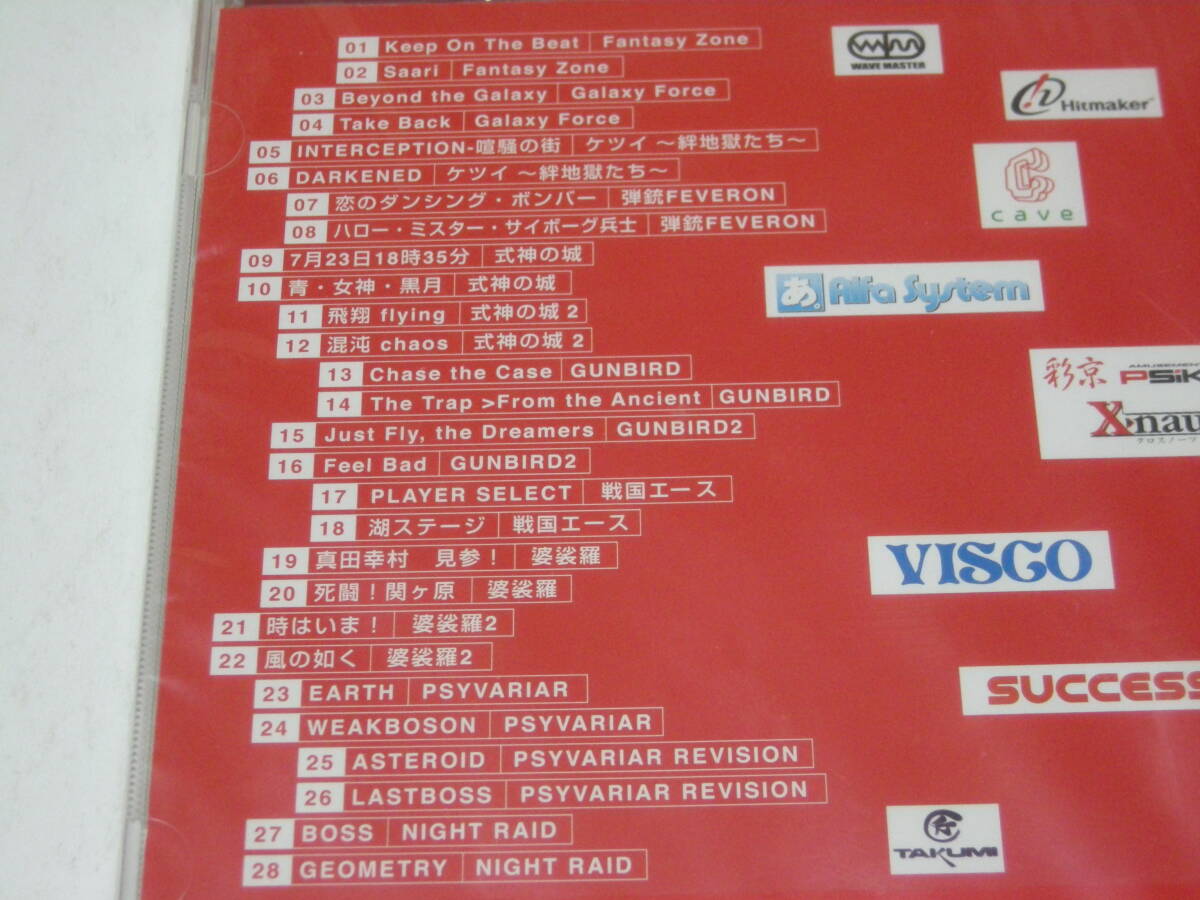 01 Keep On The Beat Fantasy Zone
02 Saari Fantasy Zone
03 Beyond the Galaxy Galaxy Force
04 Take Back Galaxy Force
05 INTERCEPTION-喧騒の街 ケツイ ～絆地獄たち～
06 DARKENED ケツイ ～絆地獄たち～
07 恋のダンシング・ボンバー 弾銃FEVERON
08 ハロー・ミスター・サイボーグ兵士 弾銃FEVERON
09 7月23日18時35分 式神の城
10 青・女神・黒月 式神の城
11 飛翔 flying 式神の城 2
12 混沌 chaos 式神の城 2
13 Chase the Case GUNBIRD
14 The Trap >From the Ancient GUNBIRD
15 Just Fly, the Dreamers GUNBIRD2
16 Feel Bad GUNBIRD2
17 PLAYER SELECT 戦国エース
18 湖ステージ 戦国エース
19 真田幸村 見参！ 婆裟羅
20 死闘！関ヶ原 婆裟羅
21 時はいま！ 婆裟羅2
22 風の如く 婆裟羅2
23 EARTH PSYVARIAR
24 WEAKBOSON PSYVARIAR
25 ASTEROID PSYVARIAR REVISION
26 LASTBOSS PSYVARIAR REVISION
27 BOSS NIGHT RAID
28 GEOMETRY NIGHT RAID
WAVE MASTER
Hitmaker
cave
あ。Alfa System
彩京
AMUSEMEN
PSiK
X-nau
クロスノーツ
VISCO
SUCCESS
TAKUMI